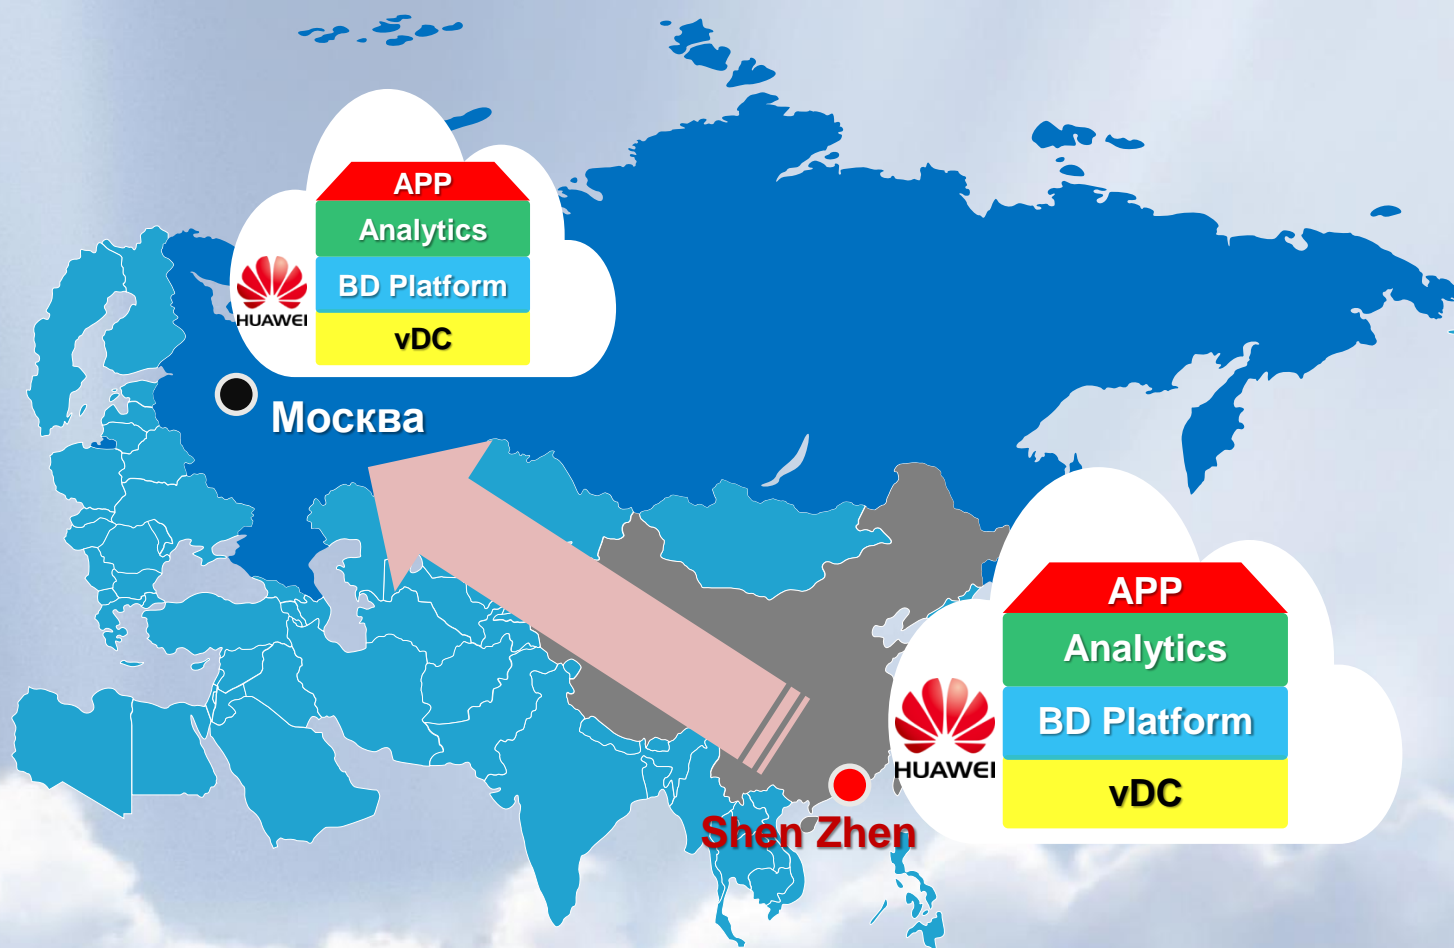 APP
Analytics
BD Platform
vDC
HUAWEI
Москва
APP
Analytics
BD Platform
vDC
HUAWEI
Shen Zhen